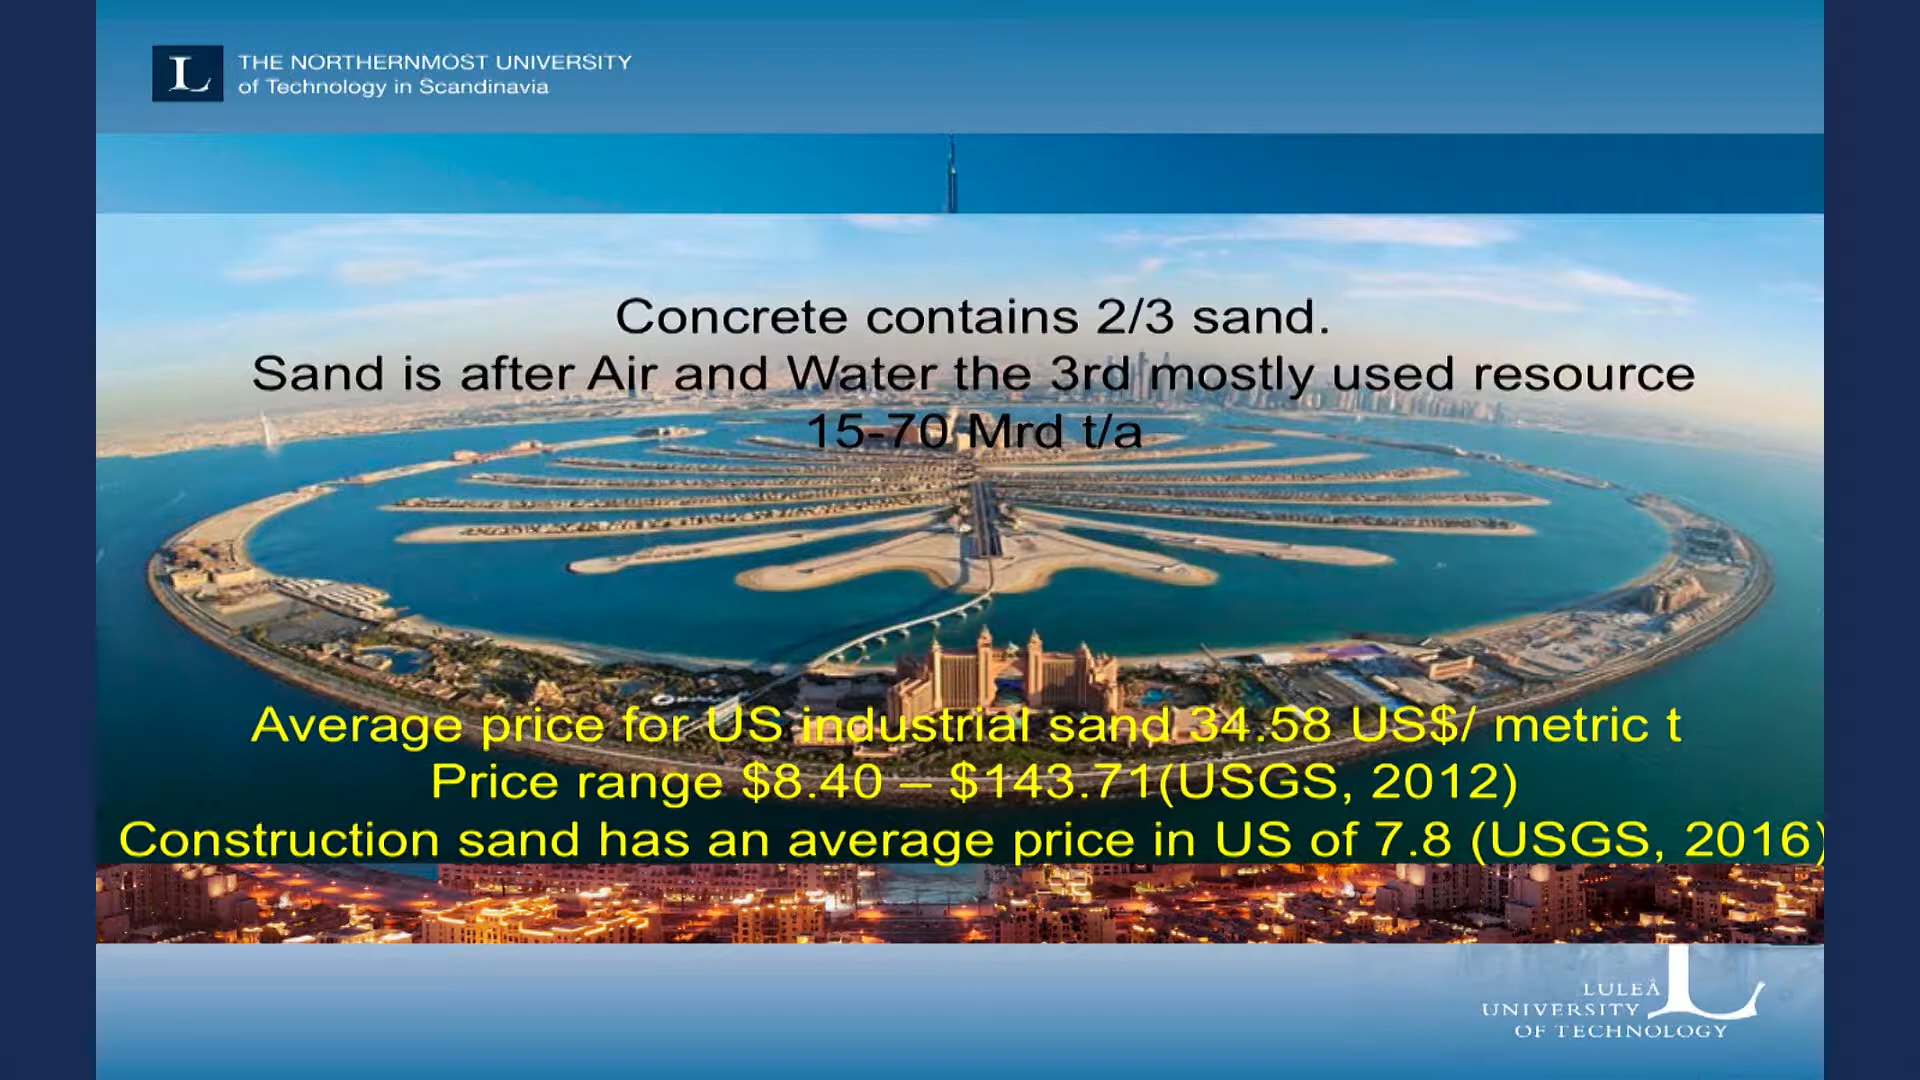 L THE NORTHERNMOST UNIVERSITY
of Technology in Scandinavia
Concrete contains 2/3 sand.
Sand is after Air and Water the 3rd mostly used resource
15-70 Mrd t/a
Average price for US industrial sand 34.58 US$/ metric t
Price range $8.40 – $143.71(USGS, 2012)
Construction sand has an average price in US of 7.8 (USGS, 2016)
LULEÅ
UNIVERSITY L
OF TECHNOLOGY